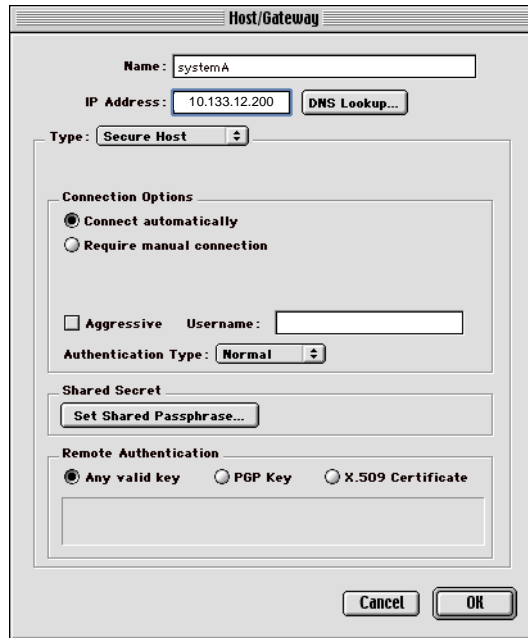 Host/Gateway
Name: systemA
IP Address: 10.133.12.200 DNS Lookup...
Type: Secure Host
Connection Options
Connect automatically
Require manual connection
Aggressive Username:
Authentication Type: Normal
Shared Secret
Set Shared Passphrase...
Remote Authentication
Any valid key PGP Key X.509 Certificate
Cancel OK